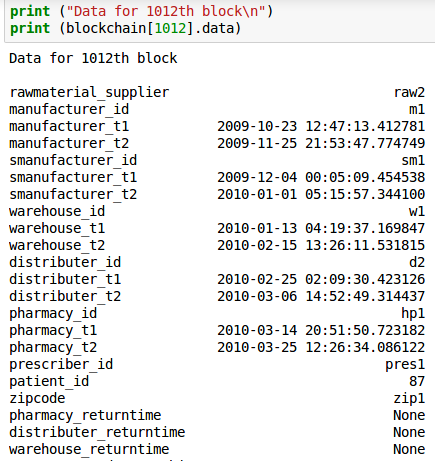 print ("Data for 1012th block\n")
print (blockchain[1012].data)
Data for 1012th block
rawmaterial_supplier raw2
manufacturer_id m1
manufacturer_t1 2009-10-23 12:47:13.412781
manufacturer_t2 2009-11-25 21:53:47.774749
smanufacturer_id sm1
smanufacturer_t1 2009-12-04 00:05:09.454538
smanufacturer_t2 2010-01-01 05:15:57.344100
warehouse_id w1
warehouse_t1 2010-01-13 04:19:37.169847
warehouse_t2 2010-02-15 13:26:11.531815
distributer_id d2
distributer_t1 2010-02-25 02:09:30.423126
distributer_t2 2010-03-06 14:52:49.314437
pharmacy_id hp1
pharmacy_t1 2010-03-14 20:51:50.723182
pharmacy_t2 2010-03-25 12:26:34.086122
prescriber_id pres1
patient_id 87
zipcode zip1
pharmacy_returntime None
distributer_returntime None
warehouse_returntime None